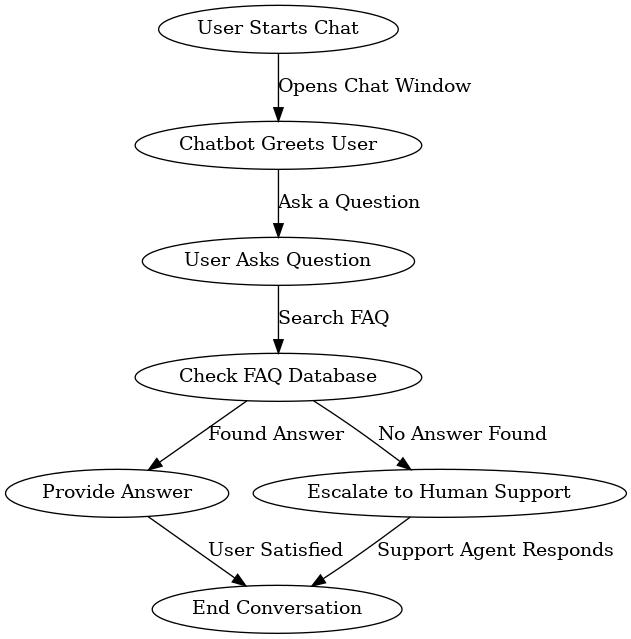 User Starts Chat
Opens Chat Window
Chatbot Greets User
Ask a Question
User Asks Question
Search FAQ
Check FAQ Database
Found Answer
No Answer Found
Provide Answer
Escalate to Human Support
User Satisfied
Support Agent Responds
End Conversation